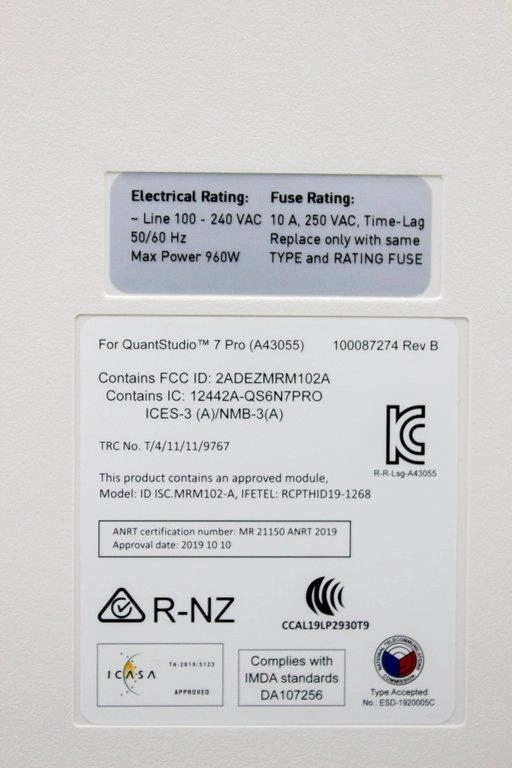 Electrical Rating:
~ Line 100 - 240 VAC
50/60 Hz
Max Power 960W
Fuse Rating:
10 A, 250 VAC, Time-Lag
Replace only with same
TYPE and RATING FUSE
For QuantStudio™ 7 Pro (A43055) 100087274 Rev B
Contains FCC ID: 2ADEZMRM102A
Contains IC: 12442A-QS6N7PRO
ICES-3 (A)/NMB-3(A)
R-R-Lsg-A43055
TRC No. T/4/11/11/9767
This product contains an approved module,
Model: ID ISC.MRM102-A, IFETEL: RCPTHID19-1268
ANRT certification number: MR 21150 ANRT 2019
Approval date: 2019 10 10
R-NZ
CCAL19LP2930T9
ICASA
TA-2019/5123
APPROVED
Complies with
IMDA standards
DA107256
NATIONAL TELECOMMUNICATIONS
COMMISSION
Type Accepted
No.: ESD-1920005C